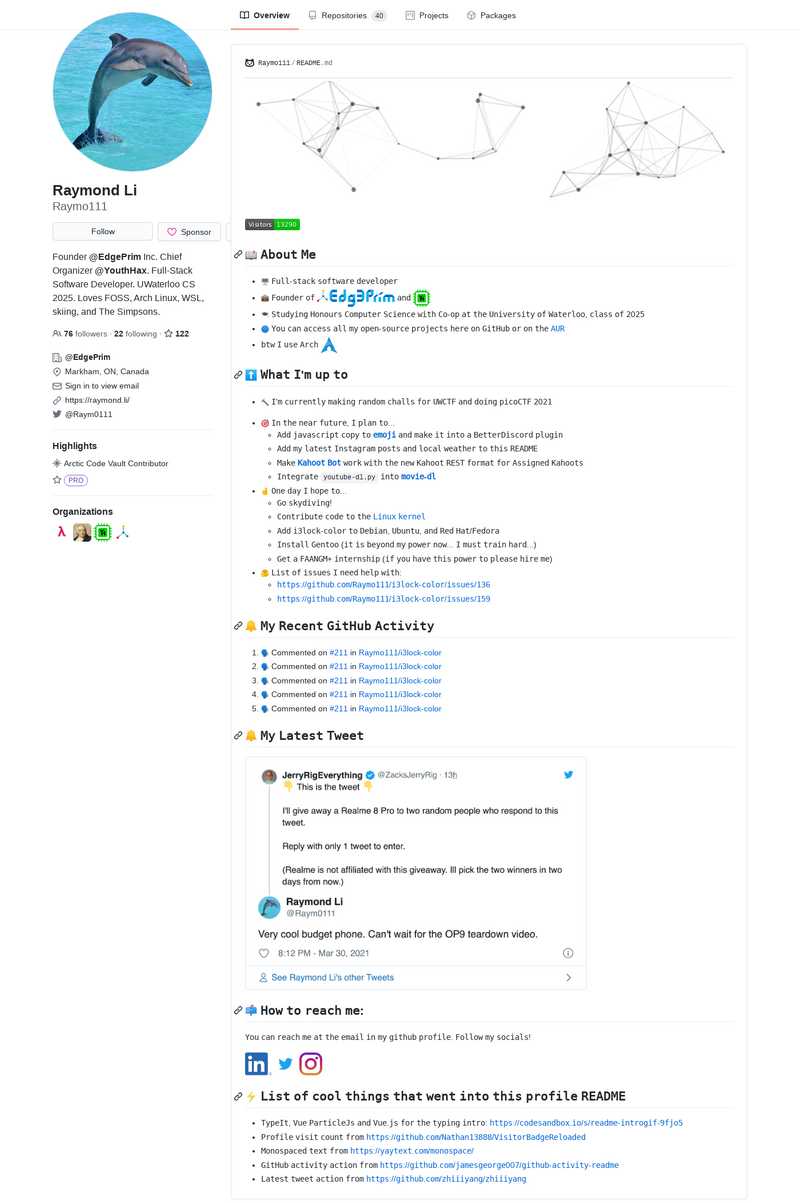 Overview
Repositories 40
Projects
Packages
Raymond Li
Raymo111
Follow
Sponsor
Founder @EdgePrim Inc. Chief
Organizer @YouthHax. Full-Stack
Software Developer. UWaterloo CS
2025. Loves FOSS, Arch Linux, WSL,
skiing, and The Simpsons.
76 followers · 22 following · 122
@EdgePrim
Markham, ON, Canada
Sign in to view email
https://raymond.li/
@Raym0111
Highlights
Arctic Code Vault Contributor
PRO
Organizations
λ
Raymo111 / README.md
Visitors 13290
About Me
Full-stack software developer
Founder of Edg3Prim and
Studying Honours Computer Science with Co-op at the University of Waterloo, class of 2025
You can access all my open-source projects here on GitHub or on the AUR
btw I use Arch
What I'm up to
I'm currently making random challs for UWCTF and doing picoCTF 2021
In the near future, I plan to...
Add javascript copy to emoji and make it into a BetterDiscord plugin
Add my latest Instagram posts and local weather to this README
Make Kahoot Bot work with the new Kahoot REST format for Assigned Kahoots
Integrate youtube-dl.py into movie-dl
One day I hope to...
Go skydiving!
Contribute code to the Linux kernel
Add i3lock-color to Debian, Ubuntu, and Red Hat/Fedora
Install Gentoo (it is beyond my power now... I must train hard...)
Get a FAANGM+ internship (if you have this power to please hire me)
List of issues I need help with:
https://github.com/Raymo111/i3lock-color/issues/136
https://github.com/Raymo111/i3lock-color/issues/159
My Recent GitHub Activity
1. Commented on #211 in Raymo111/i3lock-color
2. Commented on #211 in Raymo111/i3lock-color
3. Commented on #211 in Raymo111/i3lock-color
4. Commented on #211 in Raymo111/i3lock-color
5. Commented on #211 in Raymo111/i3lock-color
My Latest Tweet
JerryRigEverything @ZacksJerryRig · 13h
This is the tweet
I'll give away a Realme 8 Pro to two random people who respond to this
tweet.
Reply with only 1 tweet to enter.
(Realme is not affiliated with this giveaway. Ill pick the two winners in two
days from now.)
Raymond Li
@Raym0111
Very cool budget phone. Can't wait for the OP9 teardown video.
8:12 PM - Mar 30, 2021
See Raymond Li's other Tweets
How to reach me:
You can reach me at the email in my github profile. Follow my socials!
in
List of cool things that went into this profile README
TypeIt, Vue ParticleJs and Vue.js for the typing intro: https://codesandbox.io/s/readme-introgif-9fjo5
Profile visit count from https://github.com/Nathan13888/VisitorBadgeReloaded
Monospaced text from https://yaytext.com/monospace/
GitHub activity action from https://github.com/jamesgeorge007/github-activity-readme
Latest tweet action from https://github.com/zhiiiyang/zhiiiyang